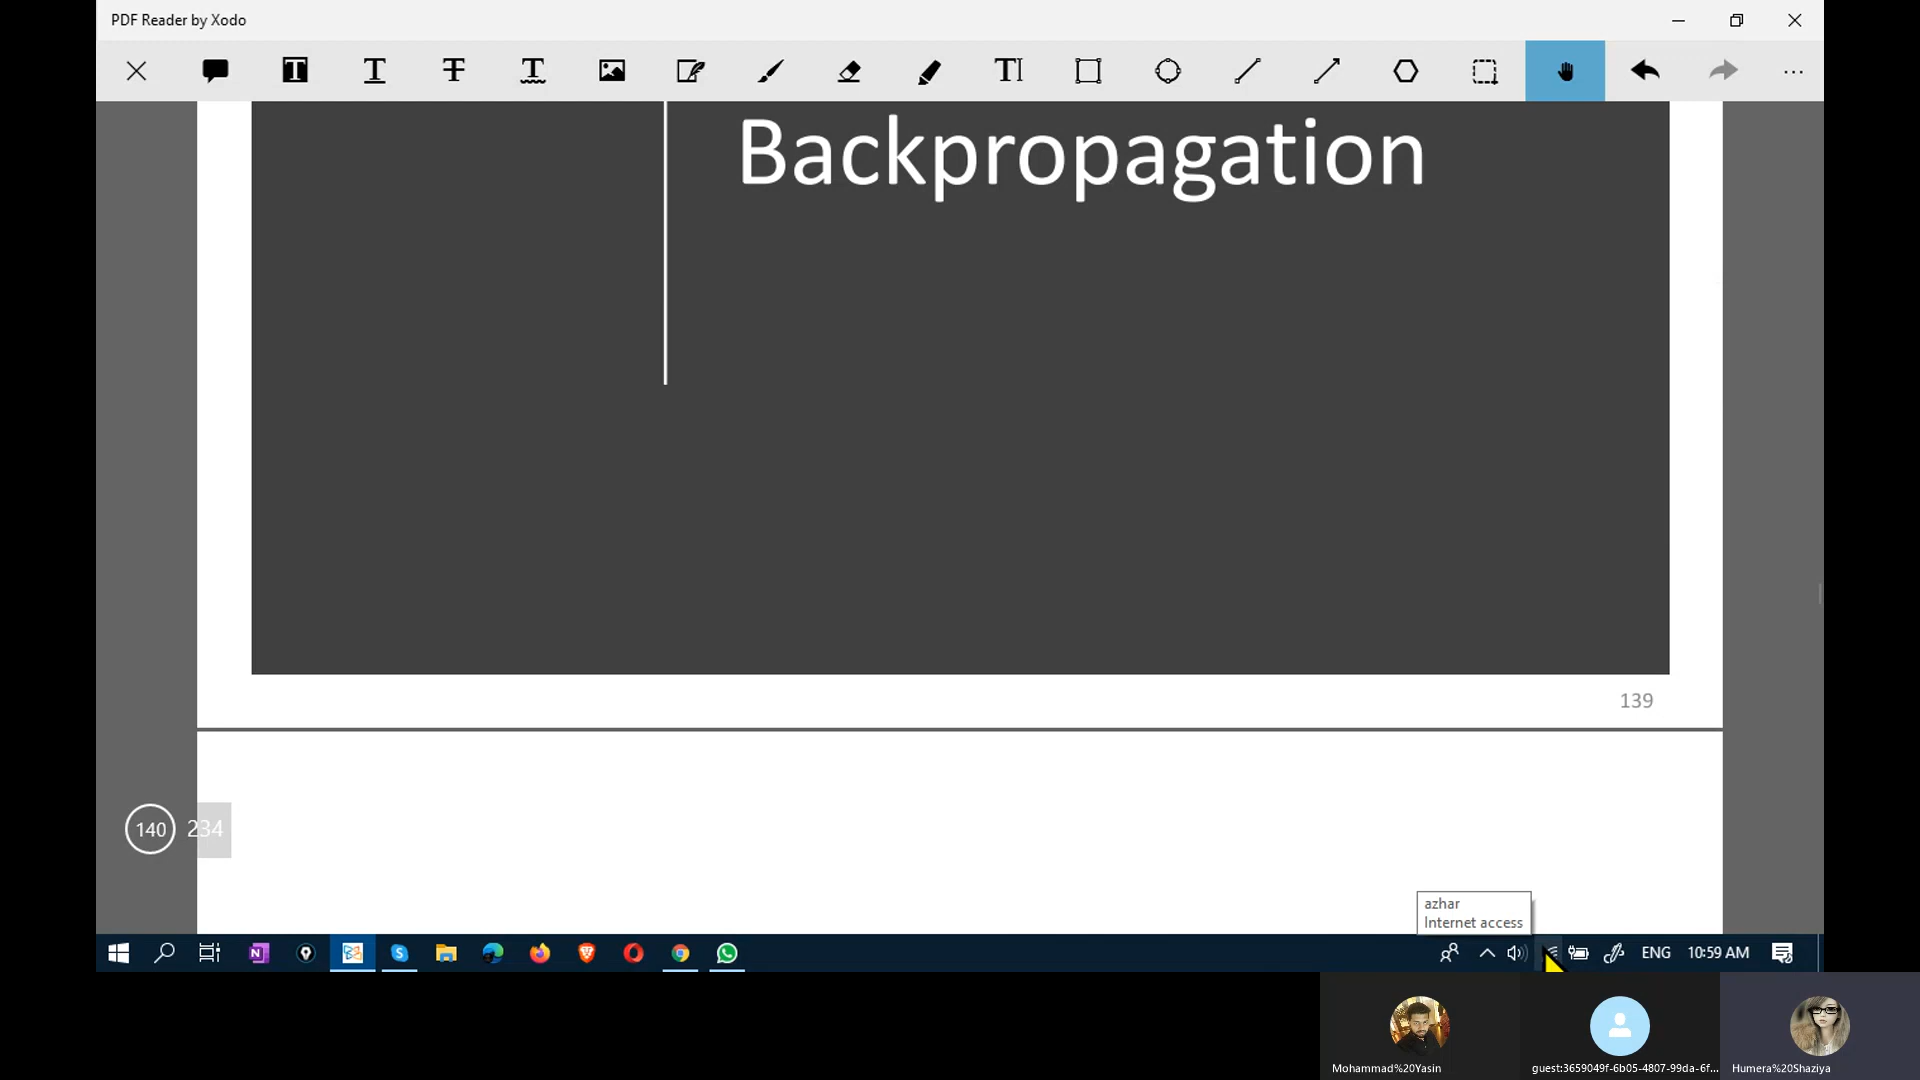 PDF Reader by Xodo
Backpropagation
139
140 234
azhar
Internet access
ENG 10:59 AM
Mohammad%20Yasin
guest:3659049f-6b05-4807-99da-6f...
Humera%20Shaziya